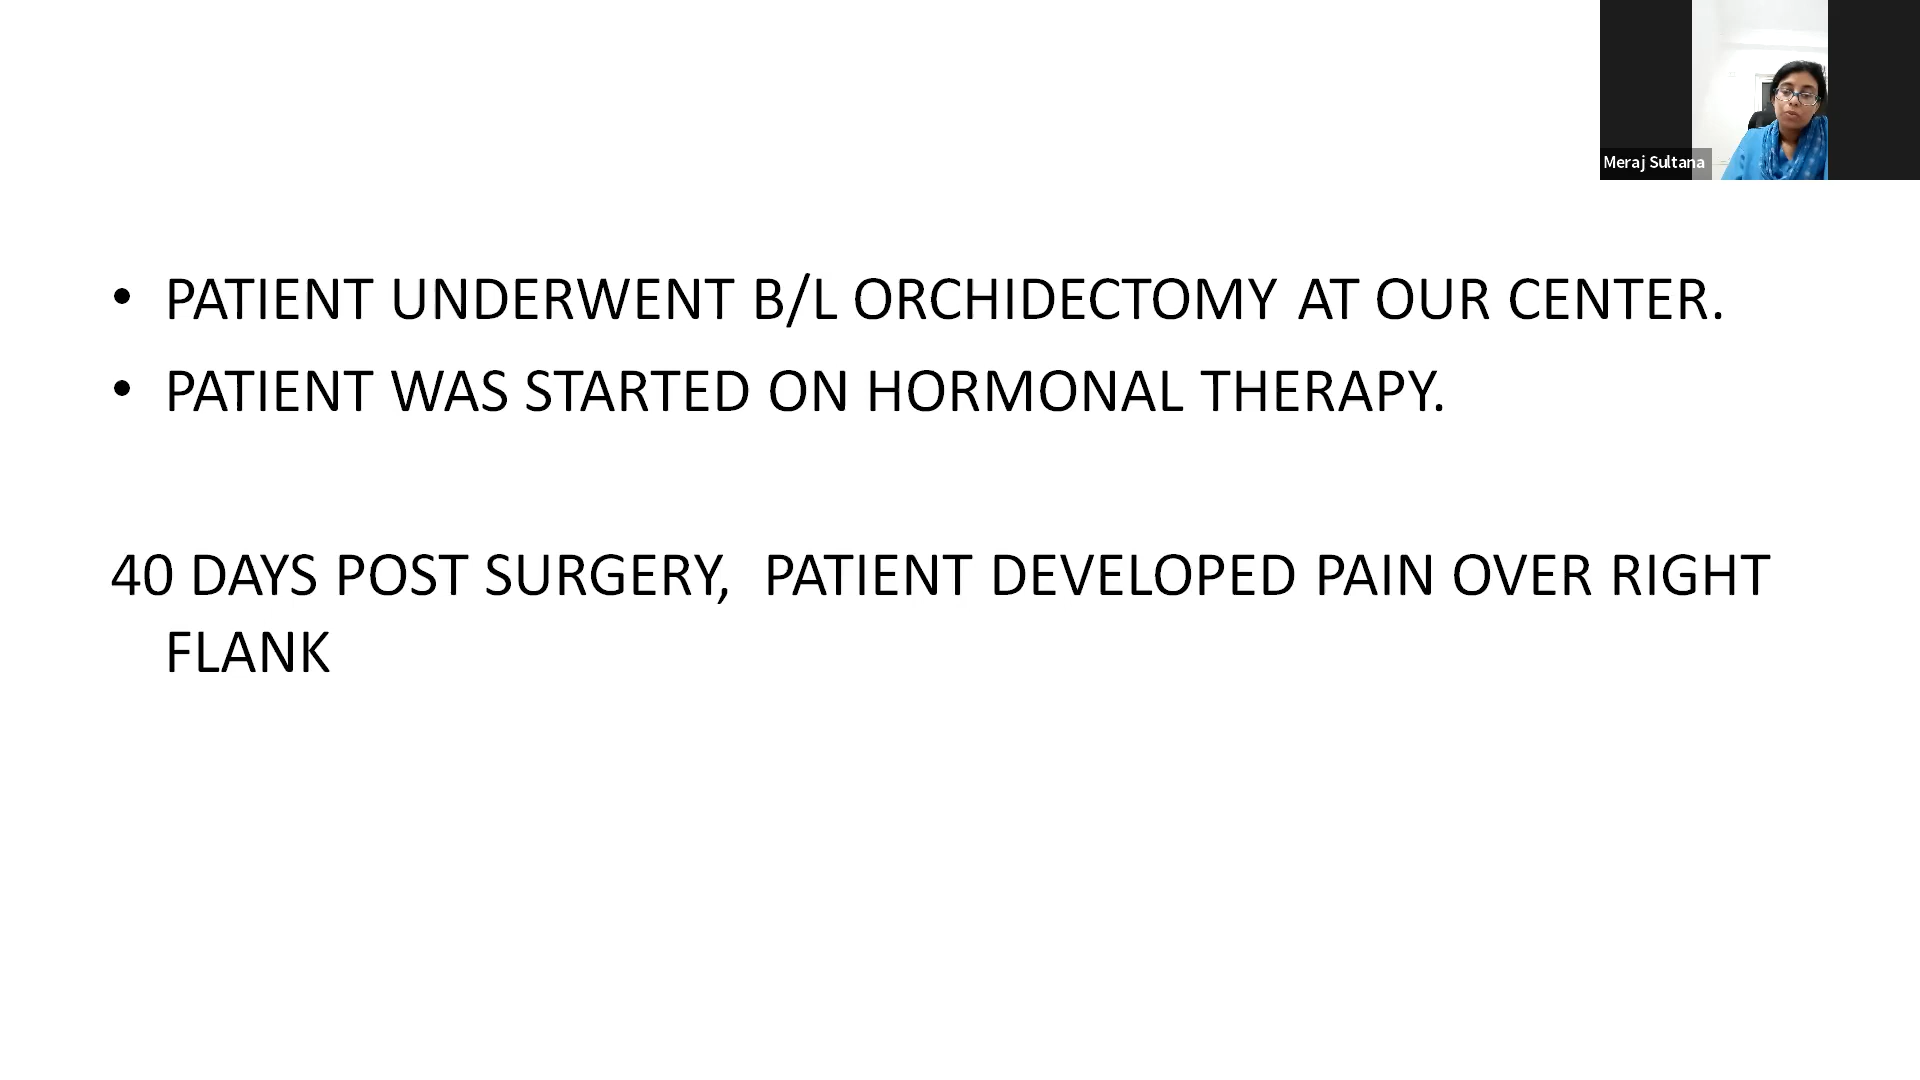 Meraj Sultana
• PATIENT UNDERWENT B/L ORCHIDECTOMY AT OUR CENTER.
• PATIENT WAS STARTED ON HORMONAL THERAPY.
40 DAYS POST SURGERY,  PATIENT DEVELOPED PAIN OVER RIGHT
FLANK